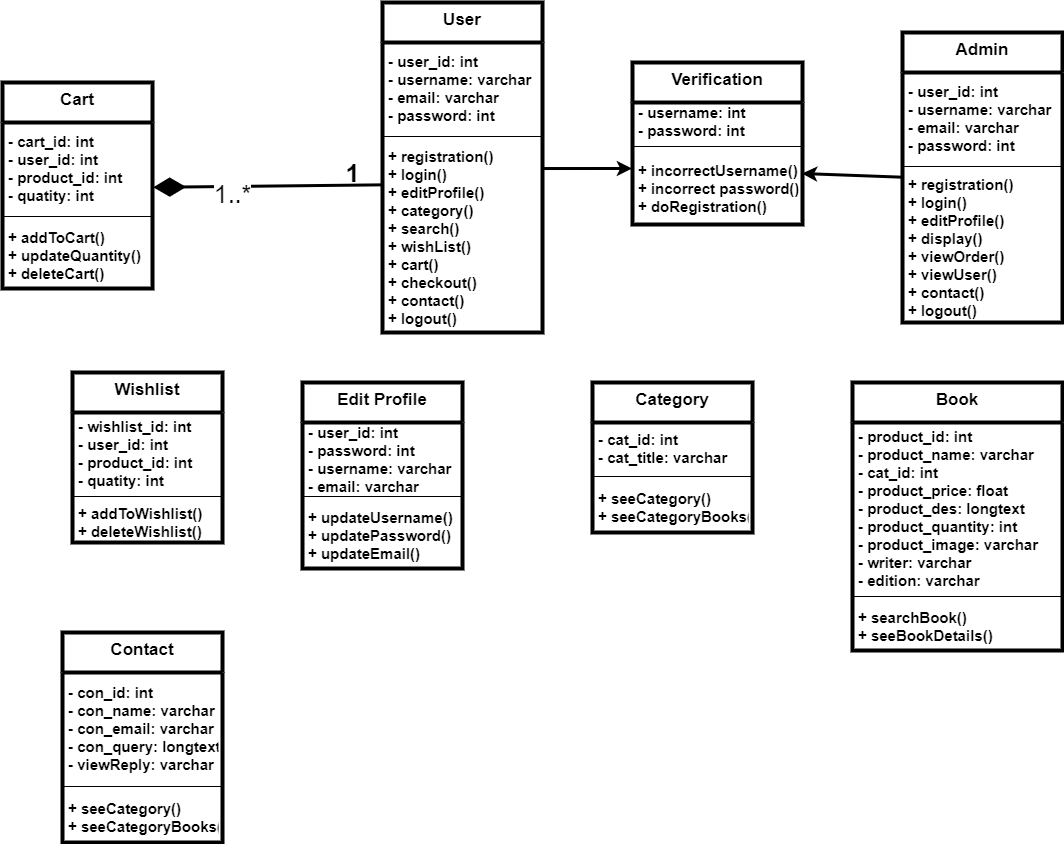 User
- user_id: int
- username: varchar
- email: varchar
- password: int
+ registration()
+ login()
+ editProfile()
+ category()
+ search()
+ wishList()
+ cart()
+ checkout()
+ contact()
+ logout()
Admin
- user_id: int
- username: varchar
- email: varchar
- password: int
+ registration()
+ login()
+ editProfile()
+ display()
+ viewOrder()
+ viewUser()
+ contact()
+ logout()
Verification
- username: int
- password: int
+ incorrectUsername()
+ incorrect password()
+ doRegistration()
Cart
- cart_id: int
- user_id: int
- product_id: int
- quatity: int
+ addToCart()
+ updateQuantity()
+ deleteCart()
1..*
1
Wishlist
- wishlist_id: int
- user_id: int
- product_id: int
- quatity: int
+ addToWishlist()
+ deleteWishlist()
Edit Profile
- user_id: int
- password: int
- username: varchar
- email: varchar
+ updateUsername()
+ updatePassword()
+ updateEmail()
Category
- cat_id: int
- cat_title: varchar
+ seeCategory()
+ seeCategoryBooks(
Book
- product_id: int
- product_name: varchar
- cat_id: int
- product_price: float
- product_des: longtext
- product_quantity: int
- product_image: varchar
- writer: varchar
- edition: varchar
+ searchBook()
+ seeBookDetails()
Contact
- con_id: int
- con_name: varchar
- con_email: varchar
- con_query: longtext
- viewReply: varchar
+ seeCategory()
+ seeCategoryBooks(